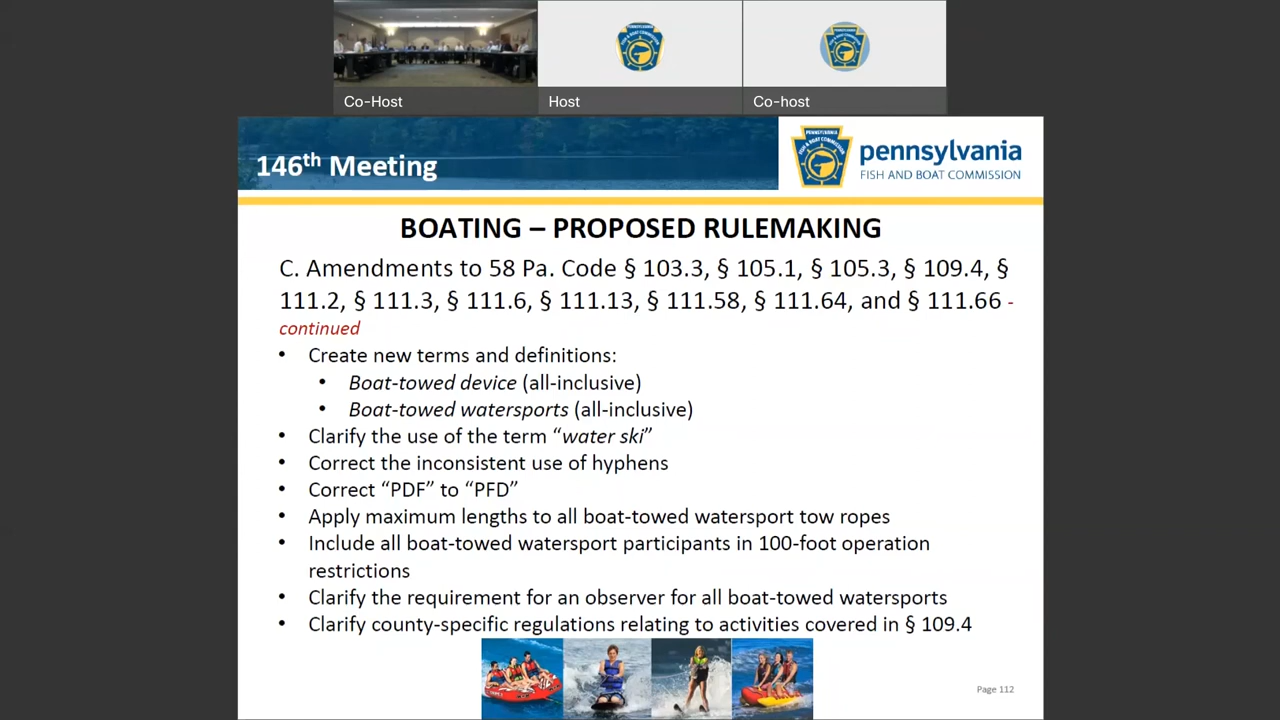 Co-Host
Host
Co-host
146th Meeting
PENNSYLVANIA
FISH & BOAT COMMISSION
pennsylvania
FISH AND BOAT COMMISSION
BOATING – PROPOSED RULEMAKING
C. Amendments to 58 Pa. Code § 103.3, § 105.1, § 105.3, § 109.4, §
111.2, § 111.3, § 111.6, § 111.13, § 111.58, § 111.64, and § 111.66 -
continued
• Create new terms and definitions:
• Boat-towed device (all-inclusive)
• Boat-towed watersports (all-inclusive)
• Clarify the use of the term “water ski”
• Correct the inconsistent use of hyphens
• Correct “PDF” to “PFD”
• Apply maximum lengths to all boat-towed watersport tow ropes
• Include all boat-towed watersport participants in 100-foot operation
restrictions
• Clarify the requirement for an observer for all boat-towed watersports
• Clarify county-specific regulations relating to activities covered in § 109.4
Page 112